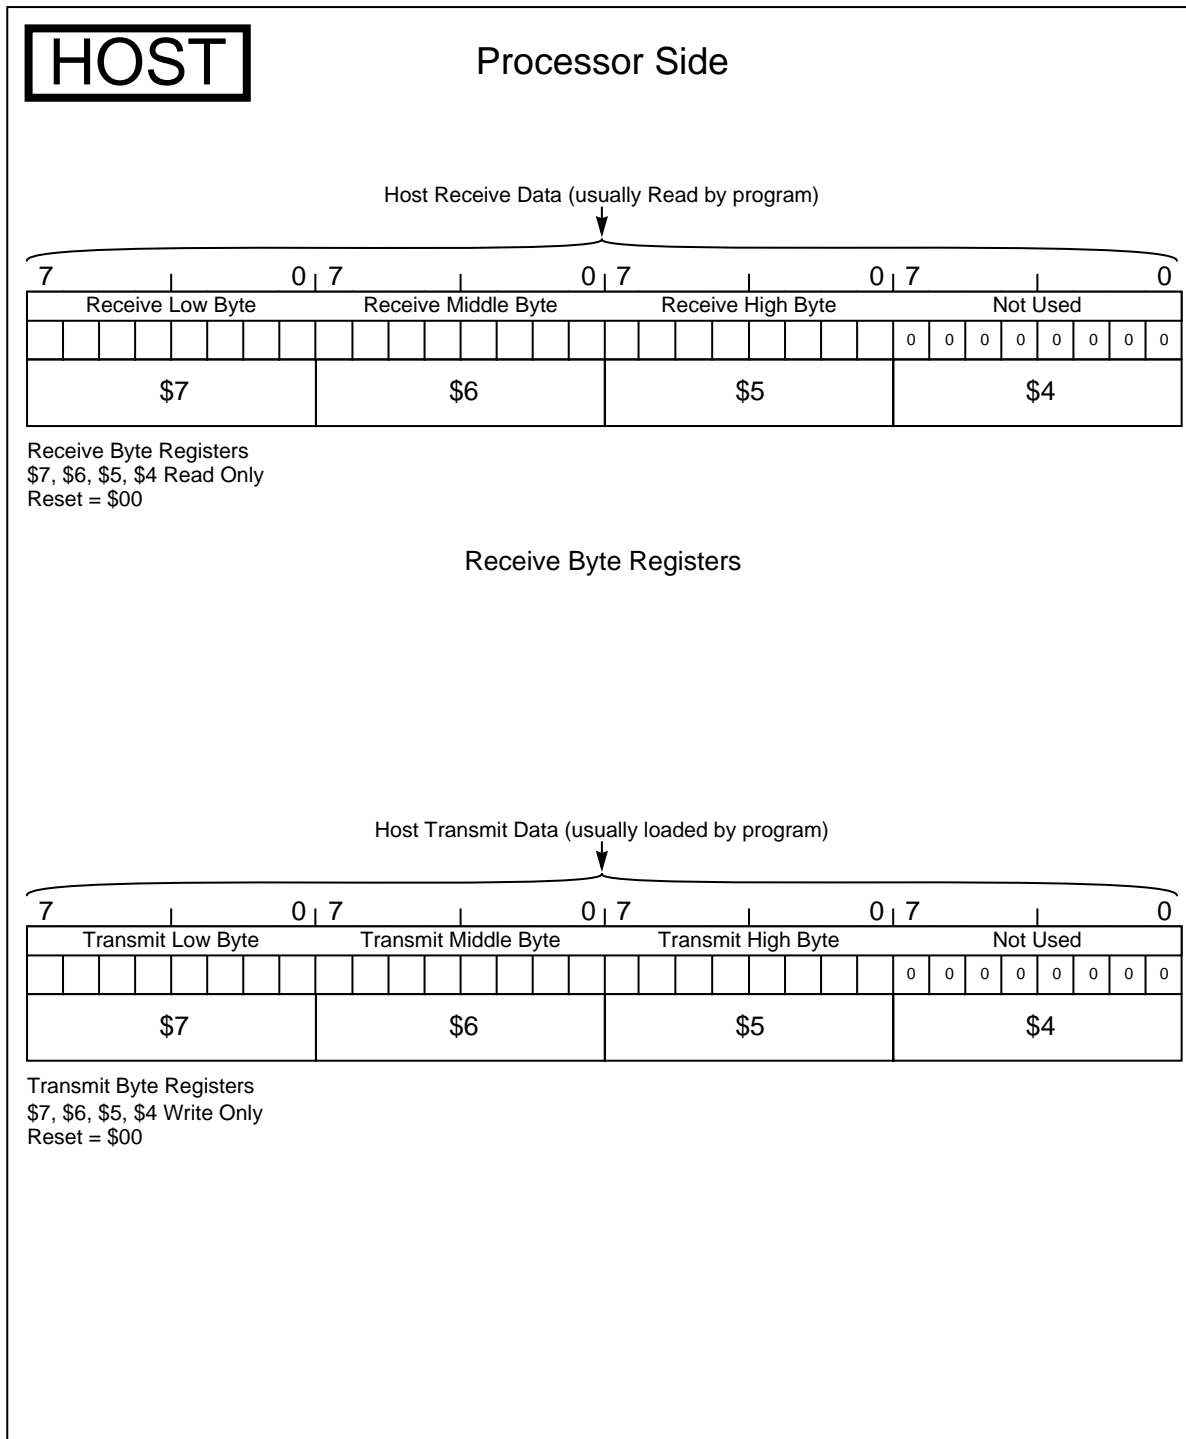 HOST
Processor Side
Host Receive Data (usually Read by program)
7 0 7 0 7 0 7 0
Receive Low Byte Receive Middle Byte Receive High Byte Not Used
0 0 0 0 0 0 0 0
$7 $6 $5 $4
Receive Byte Registers
$7, $6, $5, $4 Read Only
Reset = $00
Receive Byte Registers
Host Transmit Data (usually loaded by program)
7 0 7 0 7 0 7 0
Transmit Low Byte Transmit Middle Byte Transmit High Byte Not Used
0 0 0 0 0 0 0 0
$7 $6 $5 $4
Transmit Byte Registers
$7, $6, $5, $4 Write Only
Reset = $00